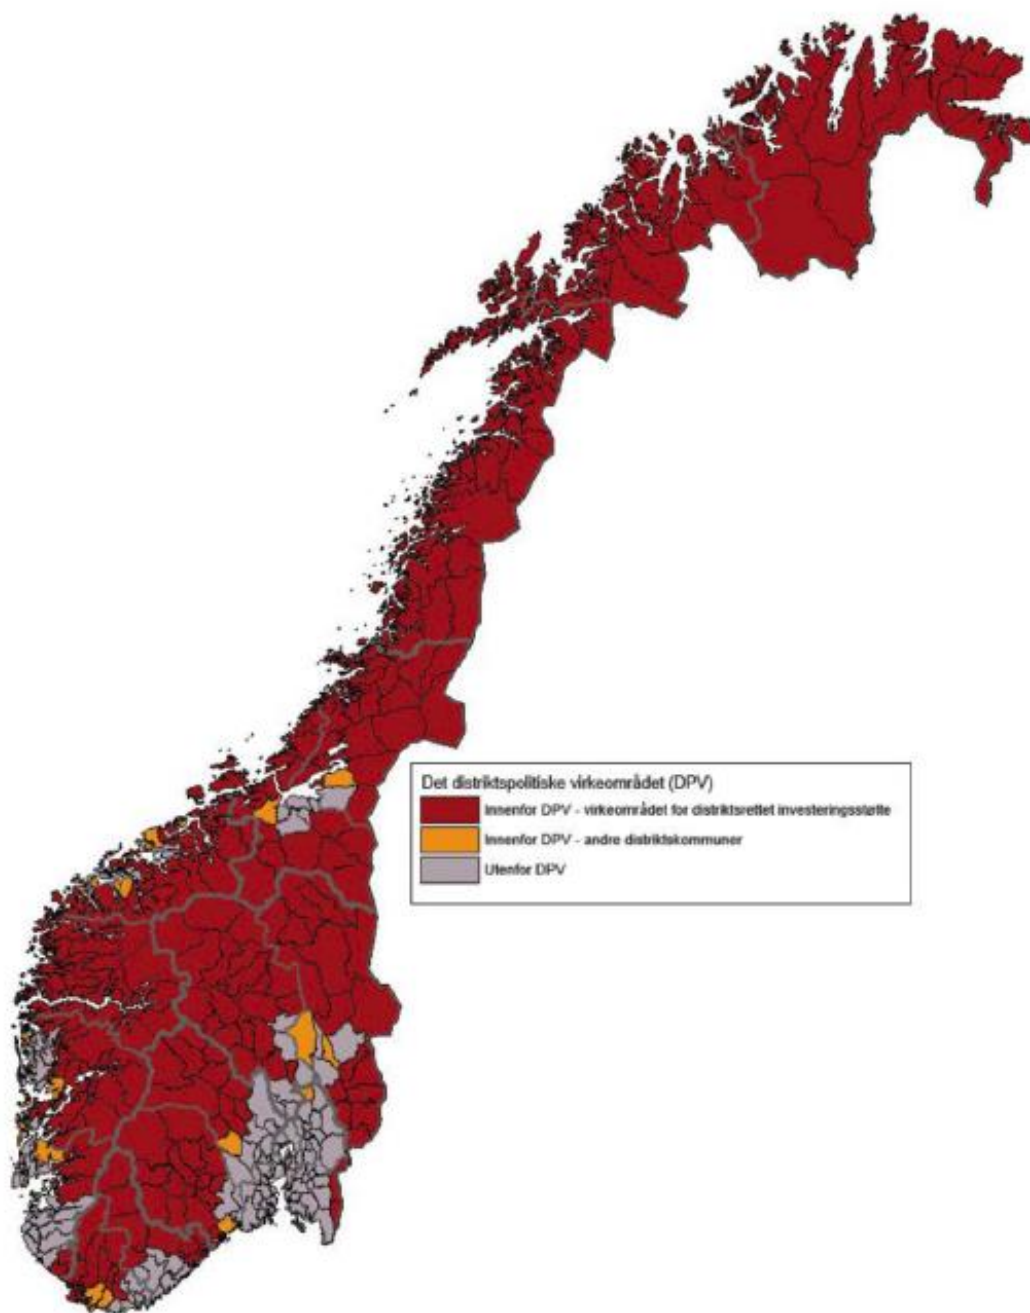 Det distriktspolitiske virkeområdet (DPV)
Innenfor DPV - virkeområdet for distriktsrettet investeringsstøtte
Innenfor DPV - andre distriktskommuner
Utenfor DPV